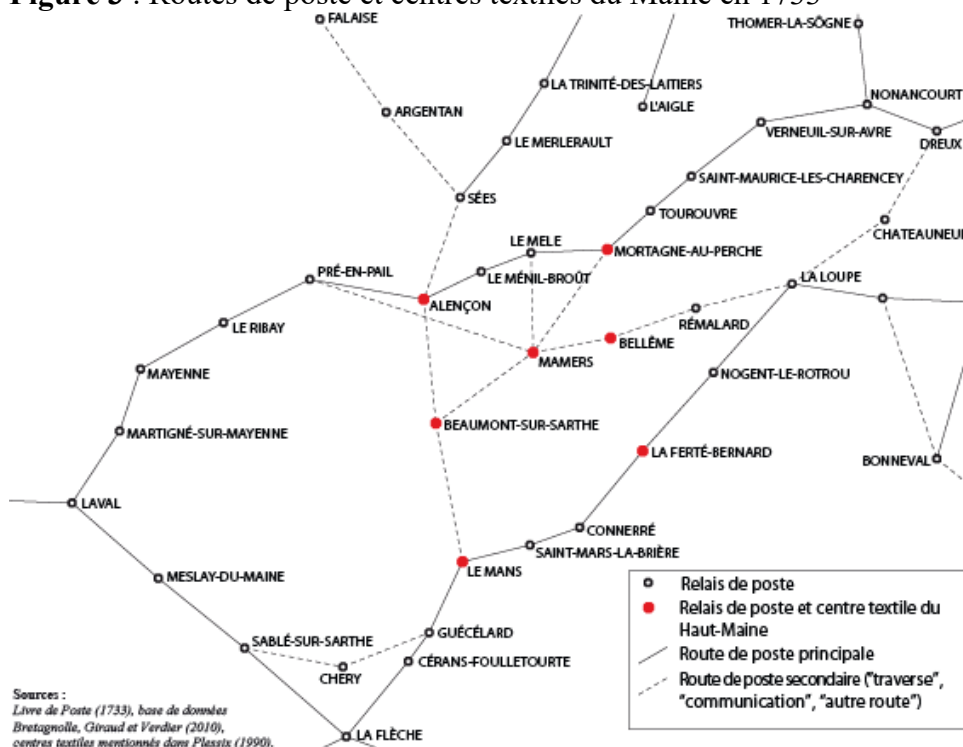 Figure 3 : Routes de poste et centres textiles du Maine en 1733
FALAISE
THOMER-LA-SÔGNE
LA TRINITÉ-DES-LAITIERS
NONANCOURT
ARGENTAN
L'AIGLE
VERNEUIL-SUR-AVRE
LE MERLERAULT
DREUX
SAINT-MAURICE-LES-CHARENCEY
SÉES
TOUROUVRE
CHATEAUNEUF
LE MELE
MORTAGNE-AU-PERCHE
PRÉ-EN-PAIL
LE MÉNIL-BROÛT
LA LOUPE
ALENÇON
LE RIBAY
RÉMALARD
BELLÊME
MAMERS
MAYENNE
NOGENT-LE-ROTROU
BEAUMONT-SUR-SARTHE
MARTIGNÉ-SUR-MAYENNE
LA FERTÉ-BERNARD
BONNEVAL
LAVAL
CONNERRÉ
SAINT-MARS-LA-BRIÈRE
LE MANS
MESLAY-DU-MAINE
GUÉCÉLARD
SABLÉ-SUR-SARTHE
CÉRANS-FOULLETOURTE
CHERY
LA FLÈCHE
Relais de poste
Relais de poste et centre textile du
Haut-Maine
Route de poste principale
Route de poste secondaire ("traverse",
"communication", "autre route")
Sources :
Livre de Poste (1733), base de données
Bretagnolle, Giraud et Verdier (2010),
centres textiles mentionnés dans Plessix (1990).